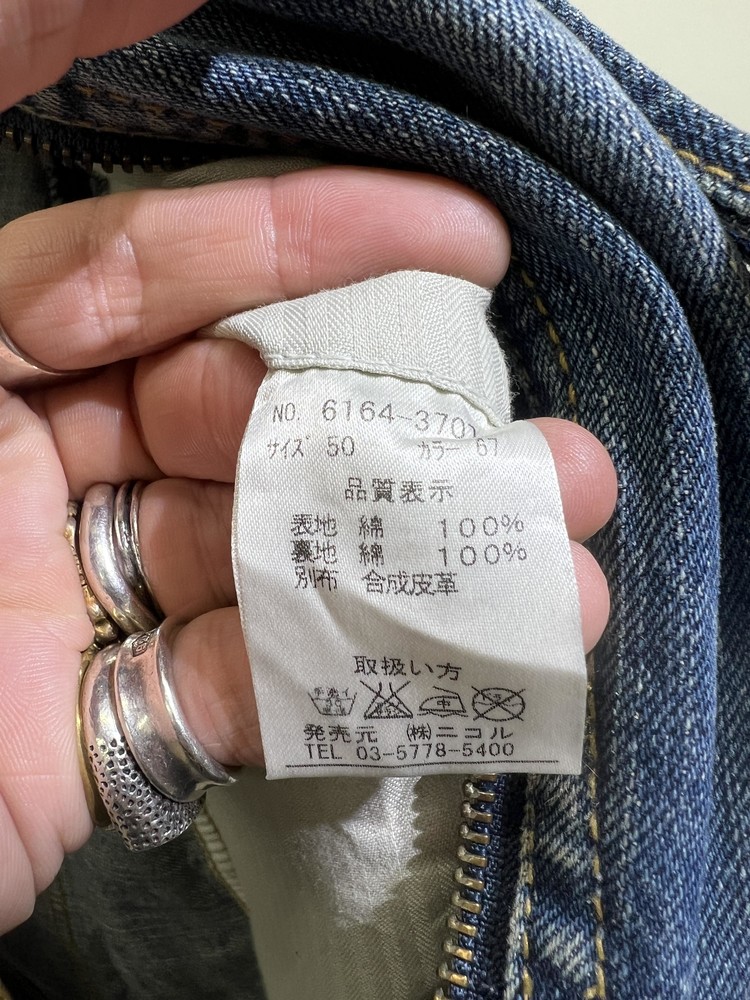 NO. 6164-3701
サイズ 50 カラー 67
品質表示
表地 綿 100%
裏地 綿 100%
別布 合成皮革
取扱い方
中
発売元 (株)ニコル
TEL 03-5778-5400